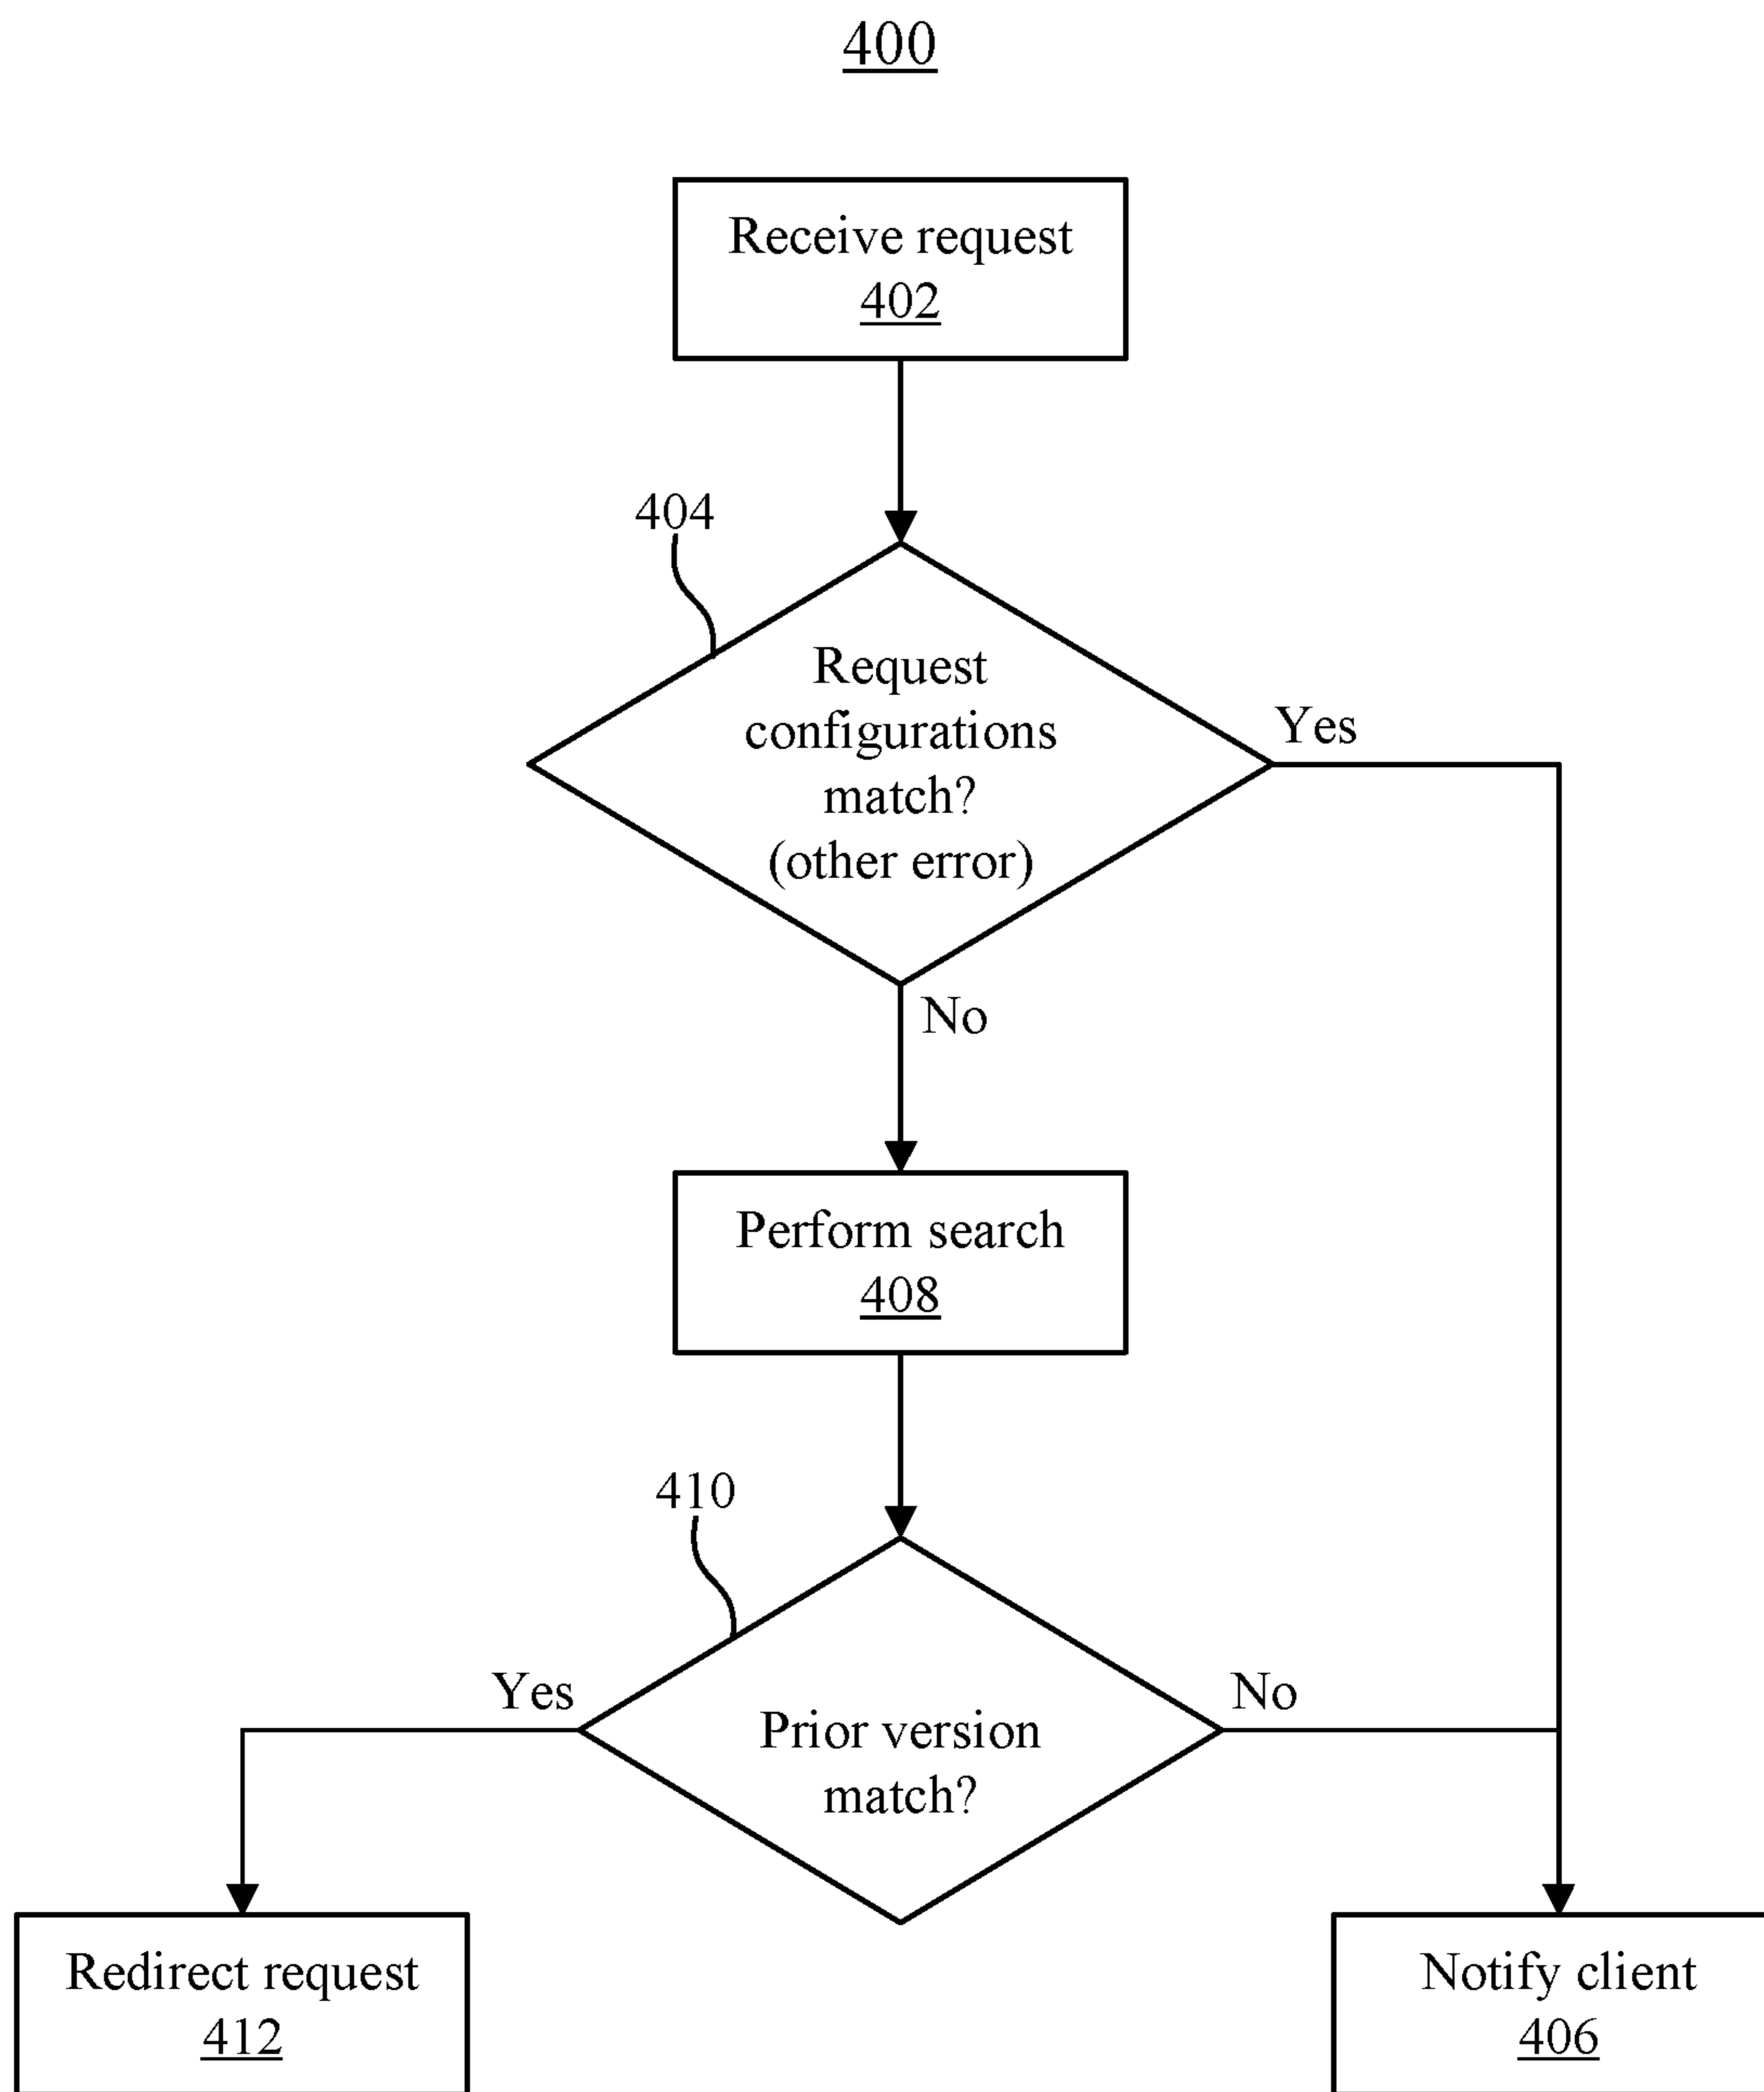 400
Receive request
402
404
Request
configurations
match?
(other error)
Yes
No
Perform search
408
410
Yes
No
Prior version
match?
Redirect request
412
Notify client
406